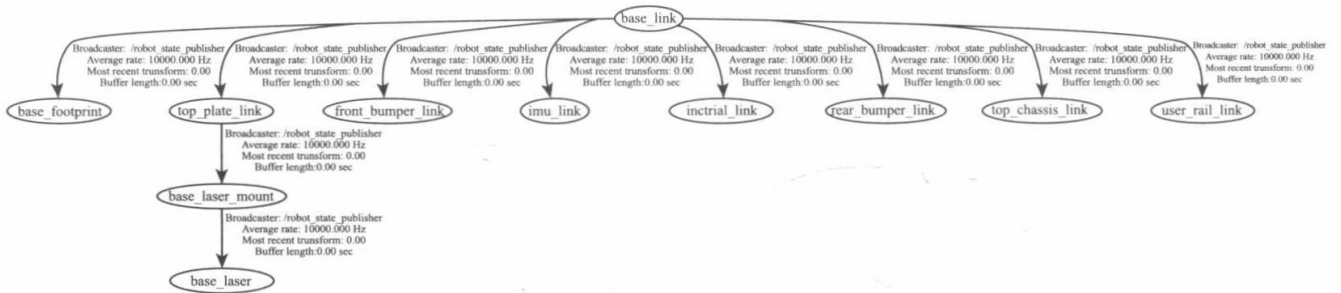 base_link
Broadcaster: /robot_state_publisher
Average rate: 10000.000 Hz
Most recent transform: 0.00
Buffer length:0.00 sec
Broadcaster: /robot_state_publisher
Average rate: 10000.000 Hz
Most recent transform: 0.00
Buffer length:0.00 sec
Broadcaster: /robot_state_publisher
Average rate: 10000.000 Hz
Most recent transform: 0.00
Buffer length:0.00 sec
Broadcaster: /robot_state_publisher
Average rate: 10000.000 Hz
Most recent transform: 0.00
Buffer length:0.00 sec
Broadcaster: /robot_state_publisher
Average rate: 10000.000 Hz
Most recent transform: 0.00
Buffer length:0.00 sec
Broadcaster: /robot_state_publisher
Average rate: 10000.000 Hz
Most recent transform: 0.00
Buffer length:0.00 sec
Broadcaster: /robot_state_publisher
Average rate: 10000.000 Hz
Most recent transform: 0.00
Buffer length:0.00 sec
Broadcaster: /robot_state_publisher
Average rate: 10000.000 Hz
Most recent transform: 0.00
Buffer length:0.00 sec
base_footprint
top_plate_link
front_bumper_link
imu_link
inctrial_link
rear_bumper_link
top_chassis_link
user_rail_link
Broadcaster: /robot_state_publisher
Average rate: 10000.000 Hz
Most recent trunsform: 0.00
Buffer length:0.00 sec
base_laser_mount
Broadcaster: /robot_state_publisher
Average rate: 10000.000 Hz
Most recent trunsform: 0.00
Buffer length:0.00 sec
base_laser